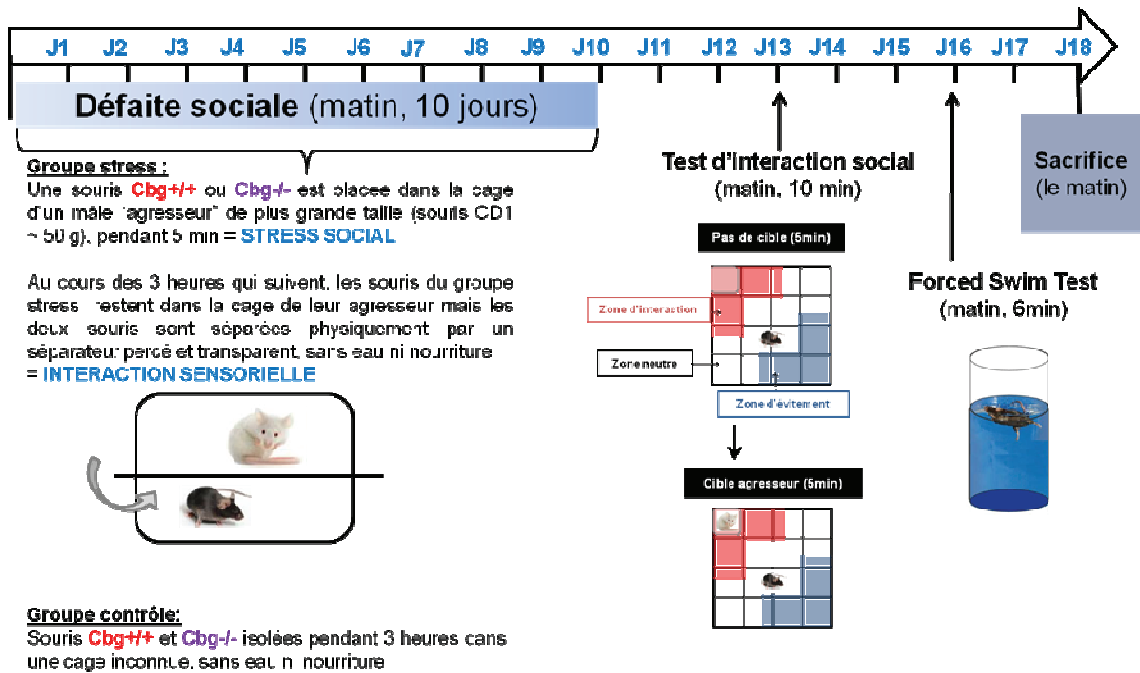 J1 J2 J3 J4 J5 J6 J7 J8 J9 J10 J11 J12 J13 J14 J15 J16 J17 J18
Défaite sociale (matin, 10 jours)
Groupe stress :
Une souris Cbg+/+ ou Cbg-/- est placee dans la cage
d'un mâle "agresseur" de plus grande taille (souris CD1
~ 50 g), pendant 5 min = STRESS SOCIAL
Au cours des 3 heures qui suivent, les souris du groupe
stress restent dans la cage de leur agresseur mais les
deux souris sont séparées physiquement par un
séparateur percé et transparent, sans eau ni nourriture
= INTERACTION SENSORIELLE
Groupe contrôle:
Souris Cbg+/+ et Cbg-/- isolées pendant 3 heures dans
une cage inconnue, sans eau ni nourriture
Test d'interaction social
(matin, 10 min)
Pas de cible (5min)
Zone d'interaction
Zone neutre
Zone d'évitement
Cible agresseur (5min)
Forced Swim Test
(matin, 6min)
Sacrifice
(le matin)